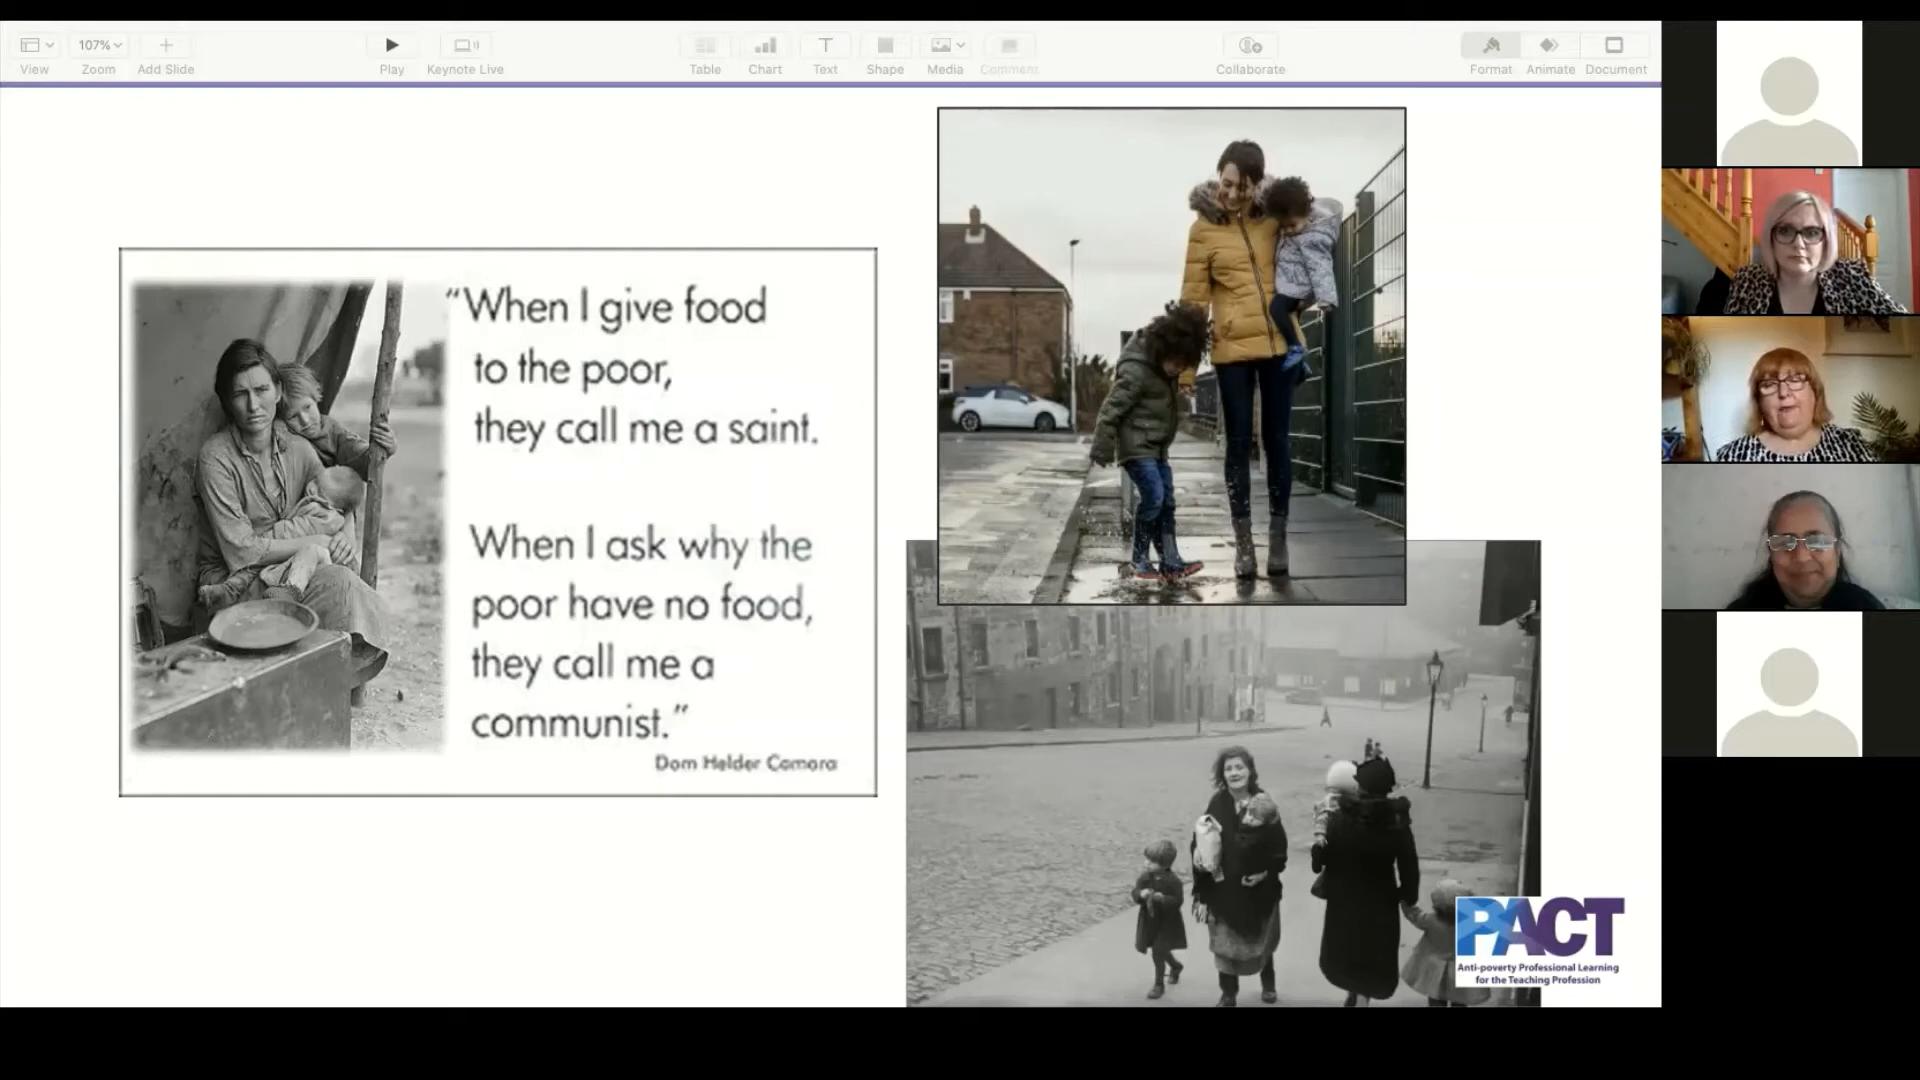 View
107%
Zoom
Add Slide
Play
Keynote Live
Table
Chart
Text
Shape
Media
Comment
Collaborate
Format
Animate
Document
“When I give food
to the poor,
they call me a saint.
When I ask why the
poor have no food,
they call me a
communist.”
Dom Helder Camara
PACT
Anti-poverty Professional Learning
for the Teaching Profession